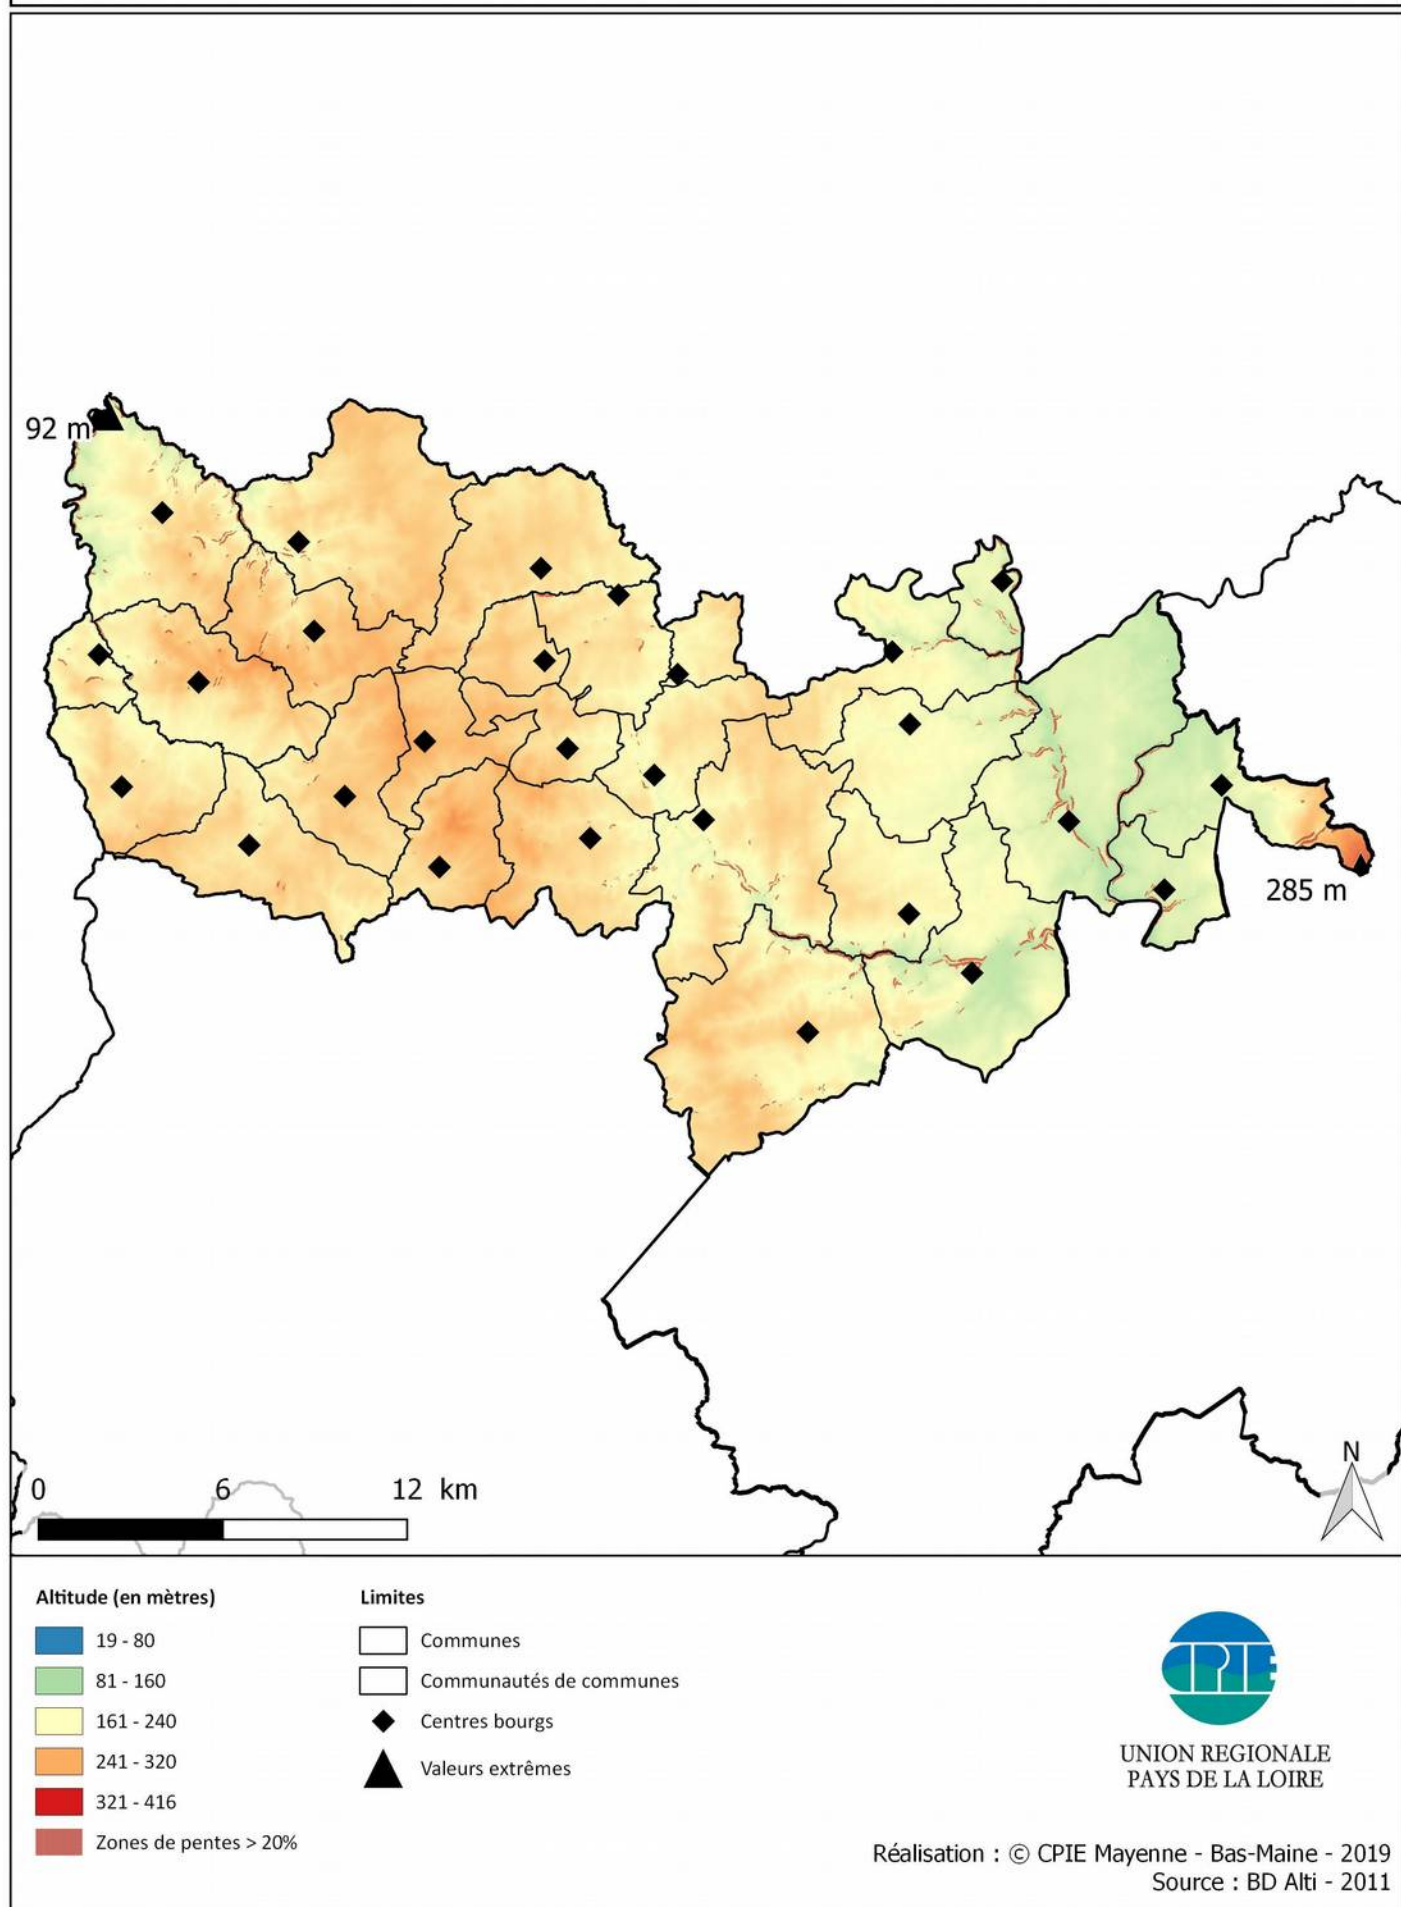 92 m
285 m
N
0 6 12 km
Altitude (en mètres)
19 - 80
81 - 160
161 - 240
241 - 320
321 - 416
Zones de pentes > 20%
Limites
Communes
Communautés de communes
Centres bourgs
Valeurs extrêmes
CPIE
UNION REGIONALE
PAYS DE LA LOIRE
Réalisation : © CPIE Mayenne - Bas-Maine - 2019
Source : BD Alti - 2011